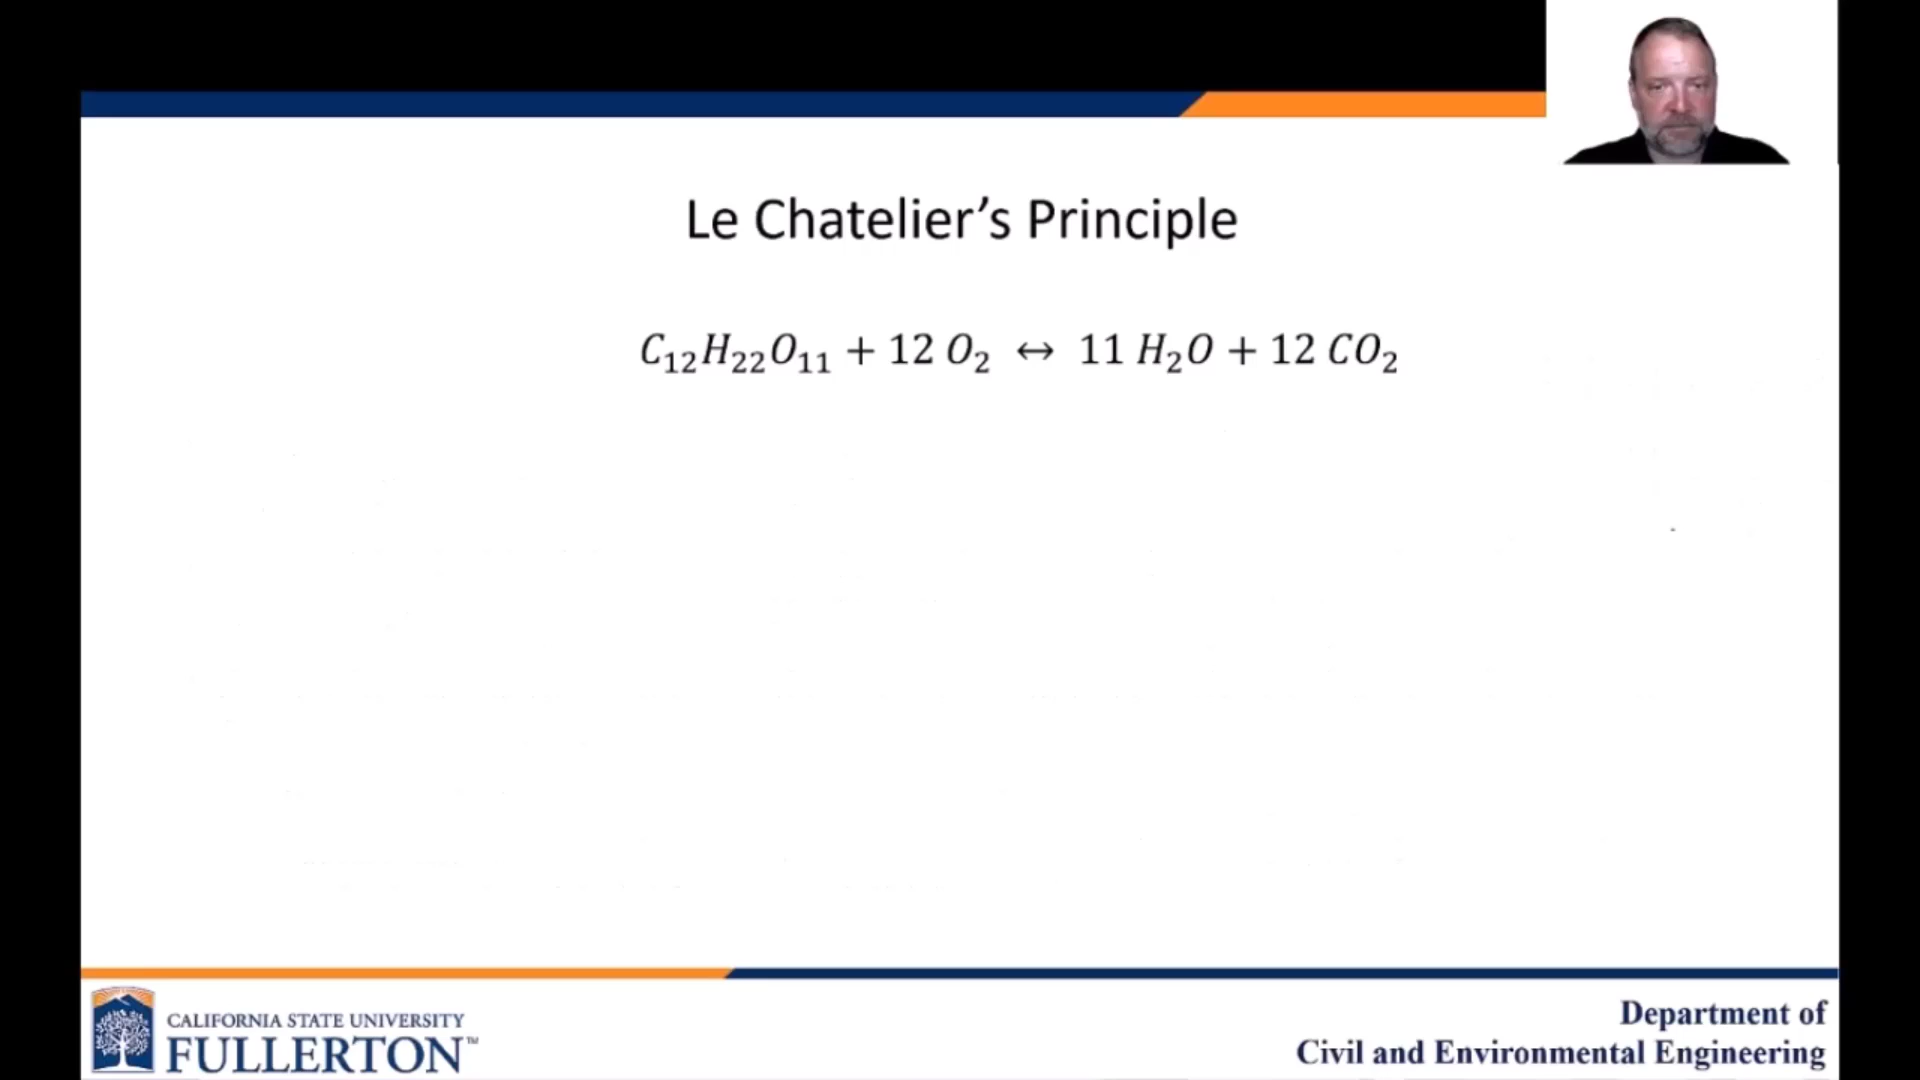 Le Chatelier’s Principle
C₁₂H₂₂O₁₁ + 12 O₂ ↔ 11 H₂O + 12 CO₂
CALIFORNIA STATE UNIVERSITY
FULLERTON™
Department of
Civil and Environmental Engineering